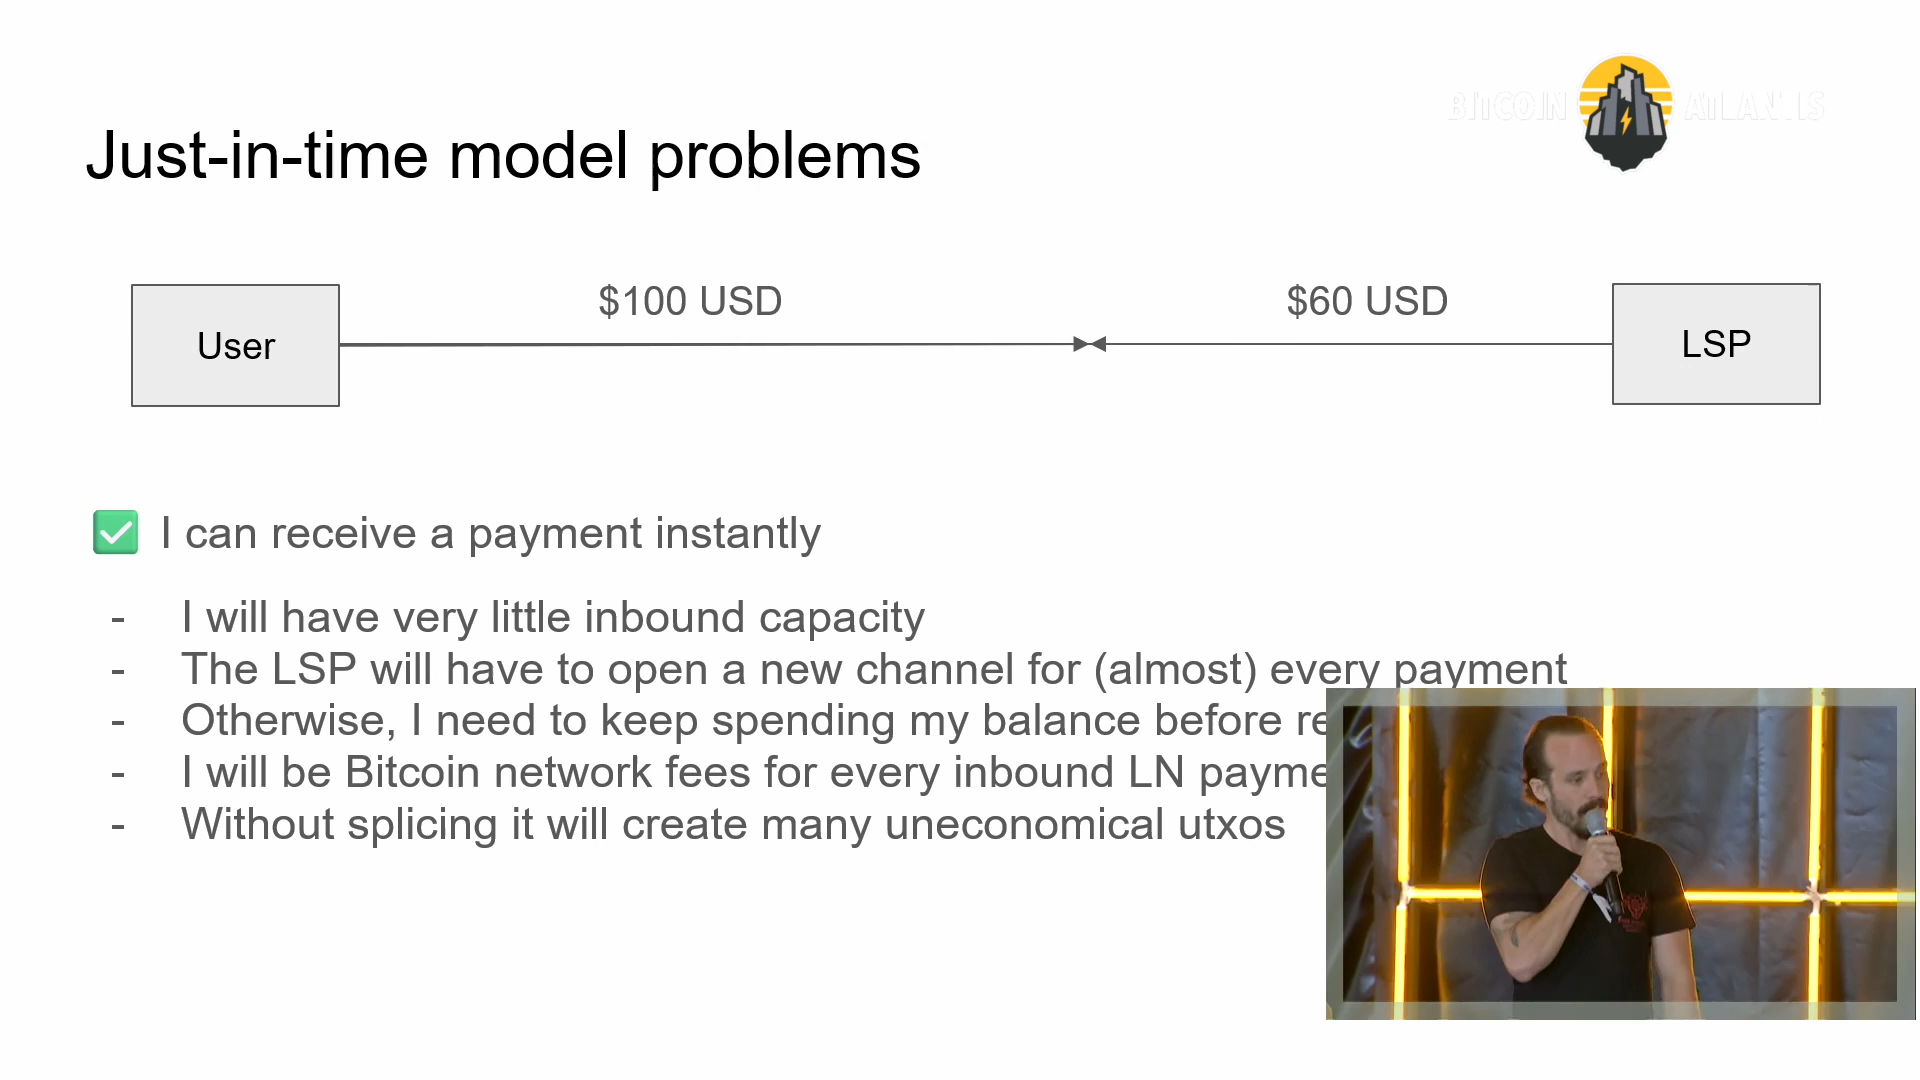 BITCOIN ATLANTIS
Just-in-time model problems
$100 USD
$60 USD
User
LSP
✅ I can receive a payment instantly
- I will have very little inbound capacity
- The LSP will have to open a new channel for (almost) every payment
- Otherwise, I need to keep spending my balance before
- I will be Bitcoin network fees for every inbound LN
- Without splicing it will create many uneconomical utxos